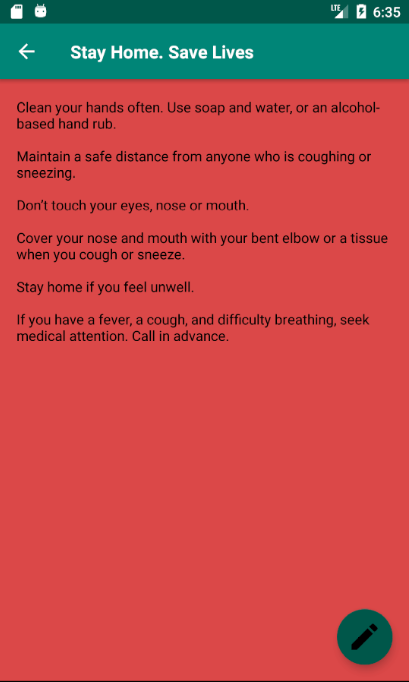 LTE 6:35
Stay Home. Save Lives
Clean your hands often. Use soap and water, or an alcohol-
based hand rub.
Maintain a safe distance from anyone who is coughing or
sneezing.
Don't touch your eyes, nose or mouth.
Cover your nose and mouth with your bent elbow or a tissue
when you cough or sneeze.
Stay home if you feel unwell.
If you have a fever, a cough, and difficulty breathing, seek
medical attention. Call in advance.